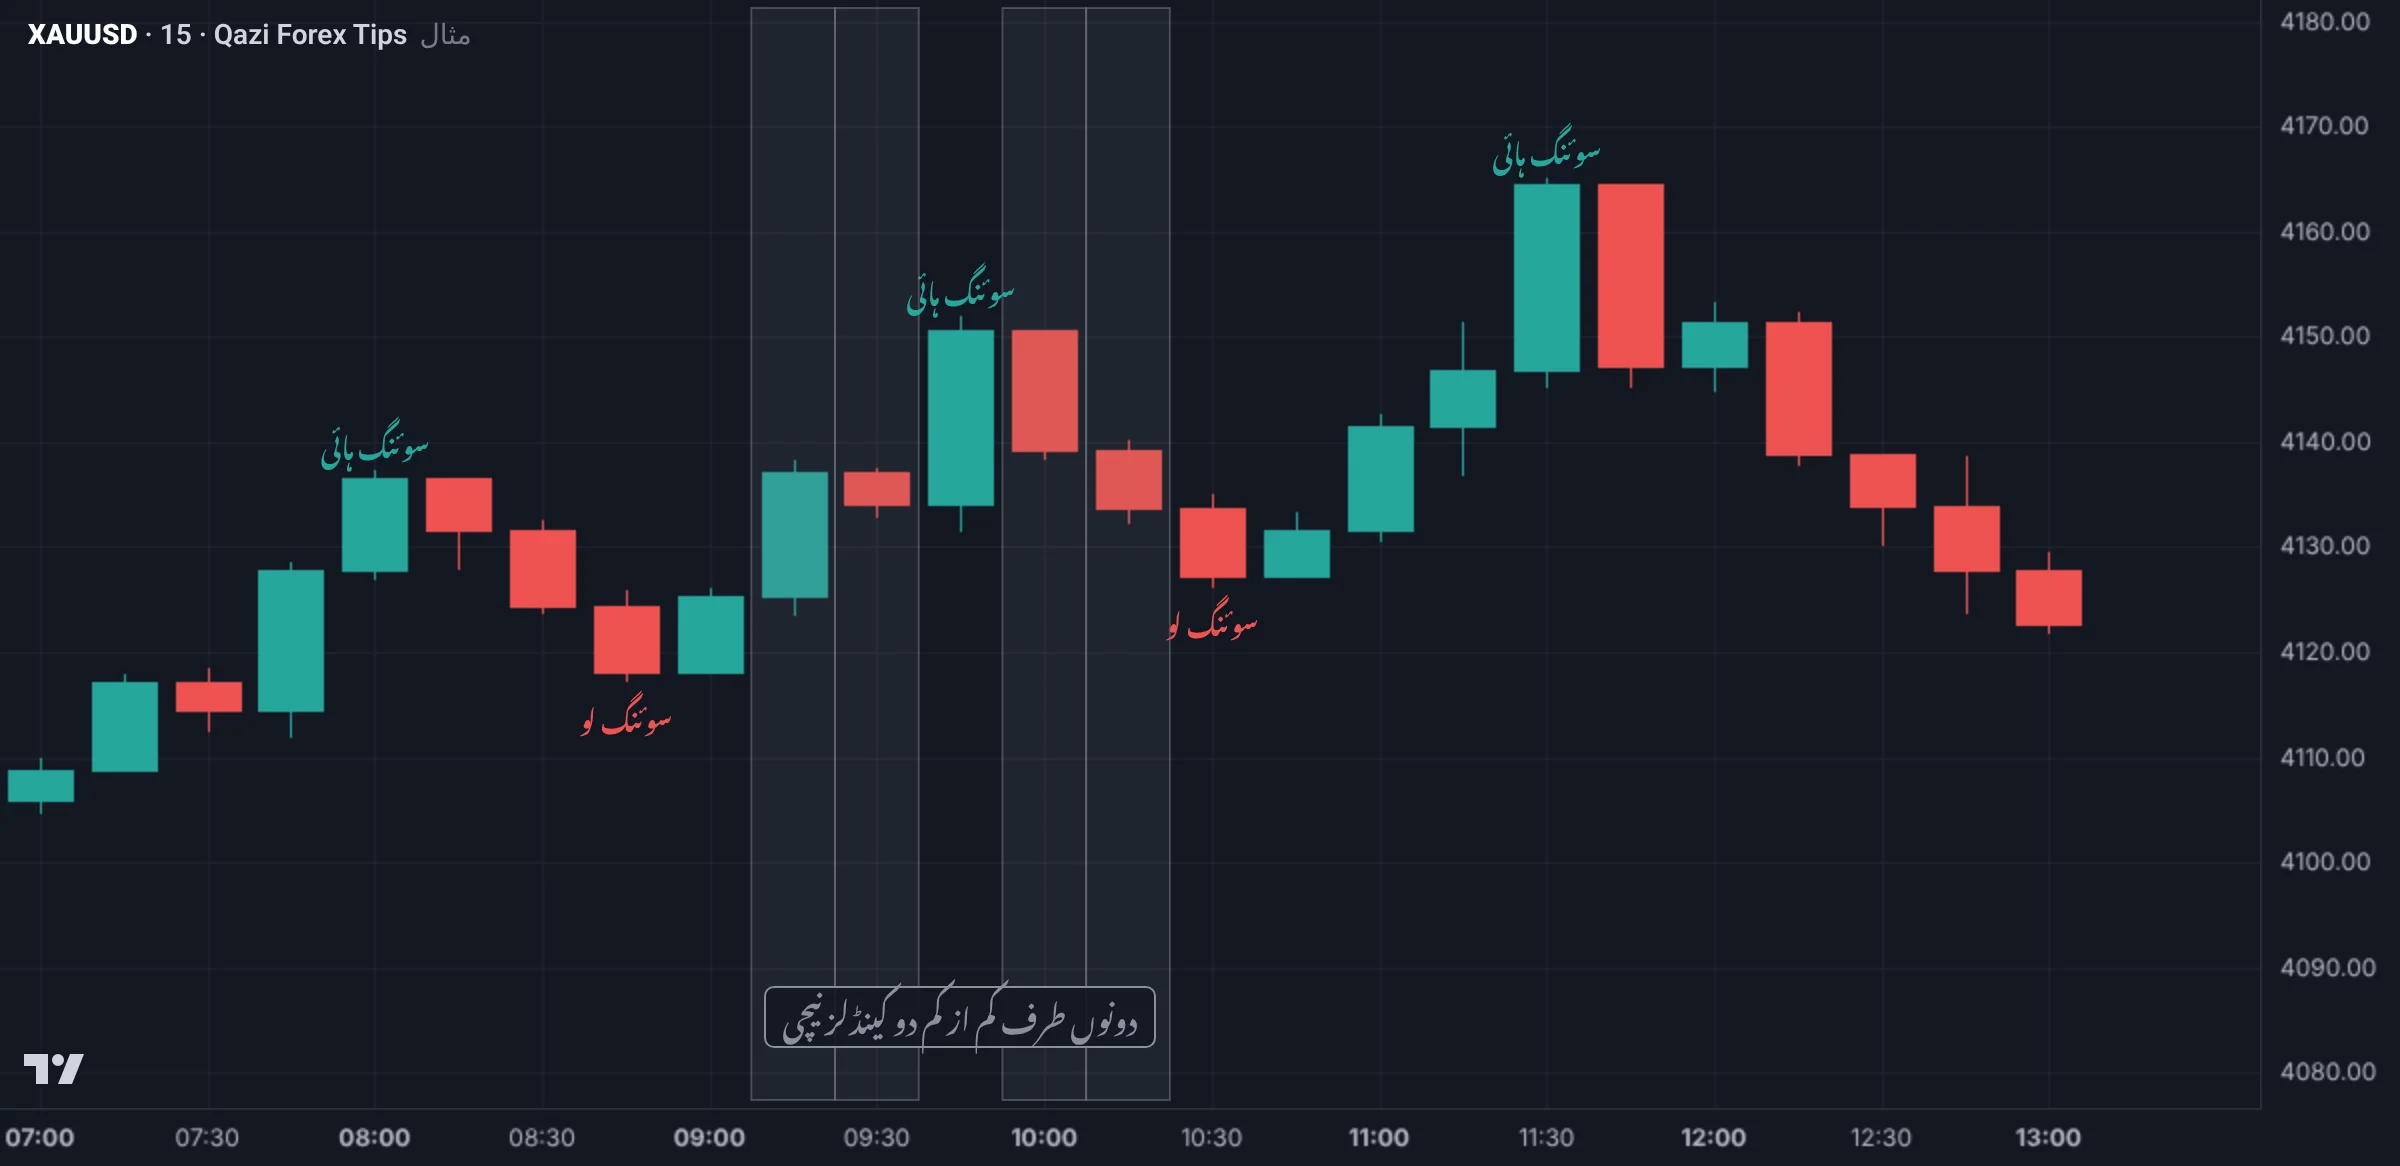 XAUUSD · 15 · Qazi Forex Tips مثال
4180.00
4170.00
سوئنگ ہائی
4160.00
سوئنگ ہائی
4150.00
سوئنگ ہائی
4140.00
4130.00
سوئنگ لو
4120.00
سوئنگ لو
4110.00
4100.00
4090.00
دونوں طرف کم از کم دو کینڈلز نیچی
4080.00
07:00 07:30 08:00 08:30 09:00 09:30 10:00 10:30 11:00 11:30 12:00 12:30 13:00